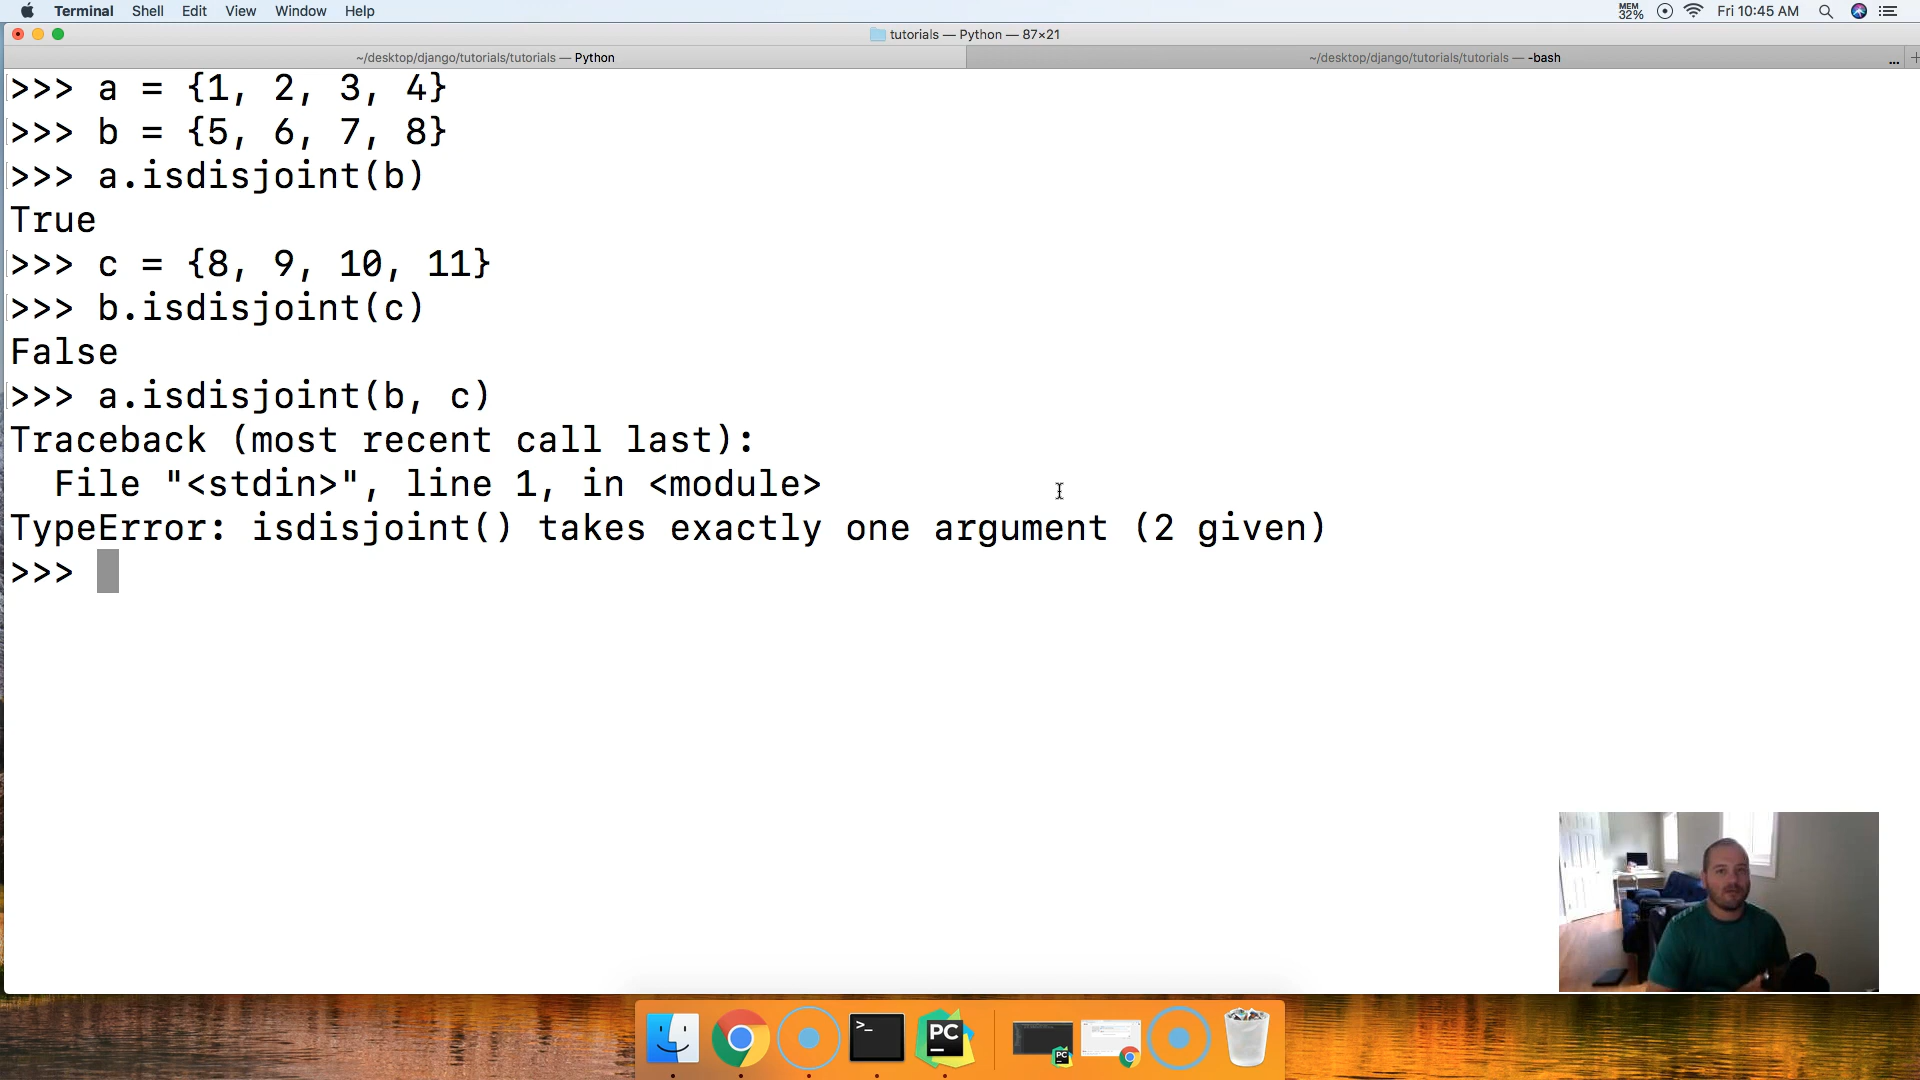 Terminal Shell Edit View Window Help MEM 32% Fri 10:45 AM
tutorials — Python — 87×21
~/desktop/django/tutorials/tutorials — Python ~/desktop/django/tutorials/tutorials — -bash ... +
>>> a = {1, 2, 3, 4}
>>> b = {5, 6, 7, 8}
>>> a.isdisjoint(b)
True
>>> c = {8, 9, 10, 11}
>>> b.isdisjoint(c)
False
>>> a.isdisjoint(b, c)
Traceback (most recent call last):
  File "<stdin>", line 1, in <module>
TypeError: isdisjoint() takes exactly one argument (2 given)
>>>
>_ PC PC